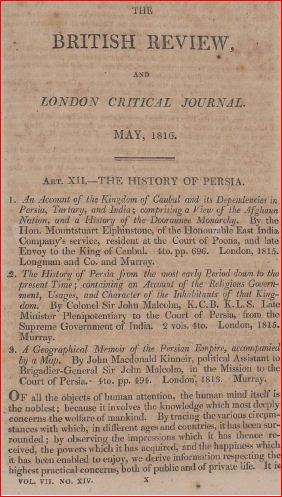 THE
BRITISH REVIEW,
AND
LONDON CRITICAL JOURNAL.
MAY, 1816.
ART. XII.—THE HISTORY OF PERSIA.
1. An Account of the Kingdom of Caubul and its Dependencies in
Persia, Tartary, and India; comprising a View of the Afghaun
Nation, and a History of the Dooraunee Monarchy. By the
Hon. Mountstuart Elphinstone, of the Honourable East India
Company's service, resident at the Court of Poona, and late
Envoy to the King of Caubul. 4to. pp. 696. London, 1815.
Longman and Co. and Murray.
2. The History of Persia from the most early Period down to the
present Time; containing an Account of the Religious Govern-
ment, Usages, and Character of the Inhabitants of that King-
dom. By Colonel Sir John Malcolm, K.C.B. K.L.S. Late
Minister Plenipotentiary to the Court of Persia, from the
Supreme Government of India. 2 vols. 4to. London, 1815.
Murray.
3. A Geographical Memoir of the Persian Empire, accompanied
by a Map. By John Macdonald Kinneir, political Assistant to
Brigadier-General Sir John Malcolm, in the Mission to the
Court of Persia. 4to. pp. 494. London, 1813. Murray.
OF all the objects of human attention, the human mind itself is
the noblest; because it involves the knowledge which most deeply
concerns the welfare of mankind. By tracing the various circum-
stances with which, in different ages and countries, it has been sur-
rounded; by observing the impressions which it has thence re-
ceived, the powers which it has acquired, and the happiness which
it has been enabled to enjoy, we derive information respecting the
highest practical concerns, both of public and of private life. It is
VOL. VII. NO. XIV. X